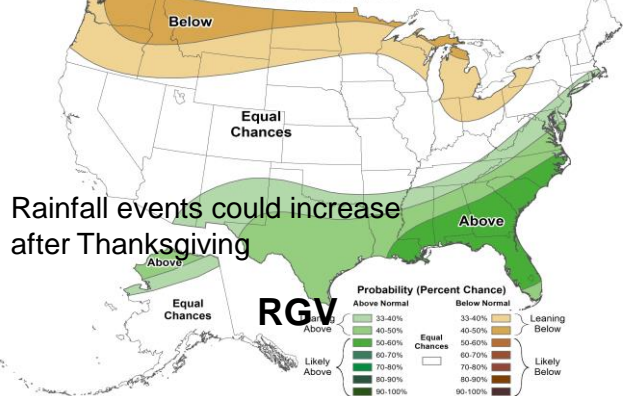 Below
Equal
Chances
Rainfall events could increase
after Thanksgiving
Above
Above
Equal
Chances
RGV
Probability (Percent Chance)
Above Normal
Below Normal
Above
Leaning
Below
Likely
Above
Likely
Below
Equal
Chances
33-40%
40-50%
50-60%
60-70%
70-80%
80-90%
90-100%
33-40%
40-50%
50-60%
60-70%
70-80%
80-90%
90-100%